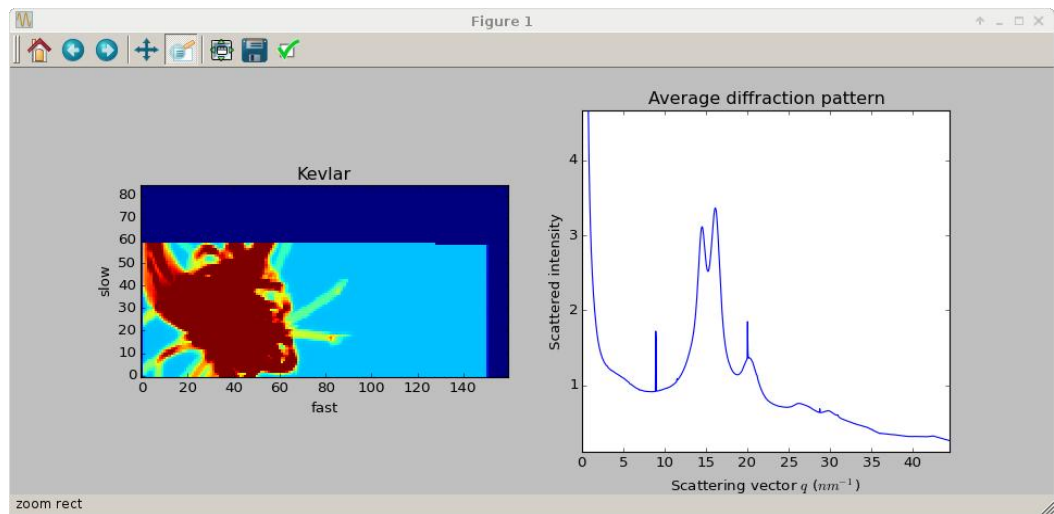 Figure 1
Kevlar
80
70
60
50
40
30
20
10
0
slow
0 20 40 60 80 100 120 140
fast
Average diffraction pattern
4
3
2
1
Scattered intensity
0 5 10 15 20 25 30 35 40
Scattering vector q (nm⁻¹)
zoom rect